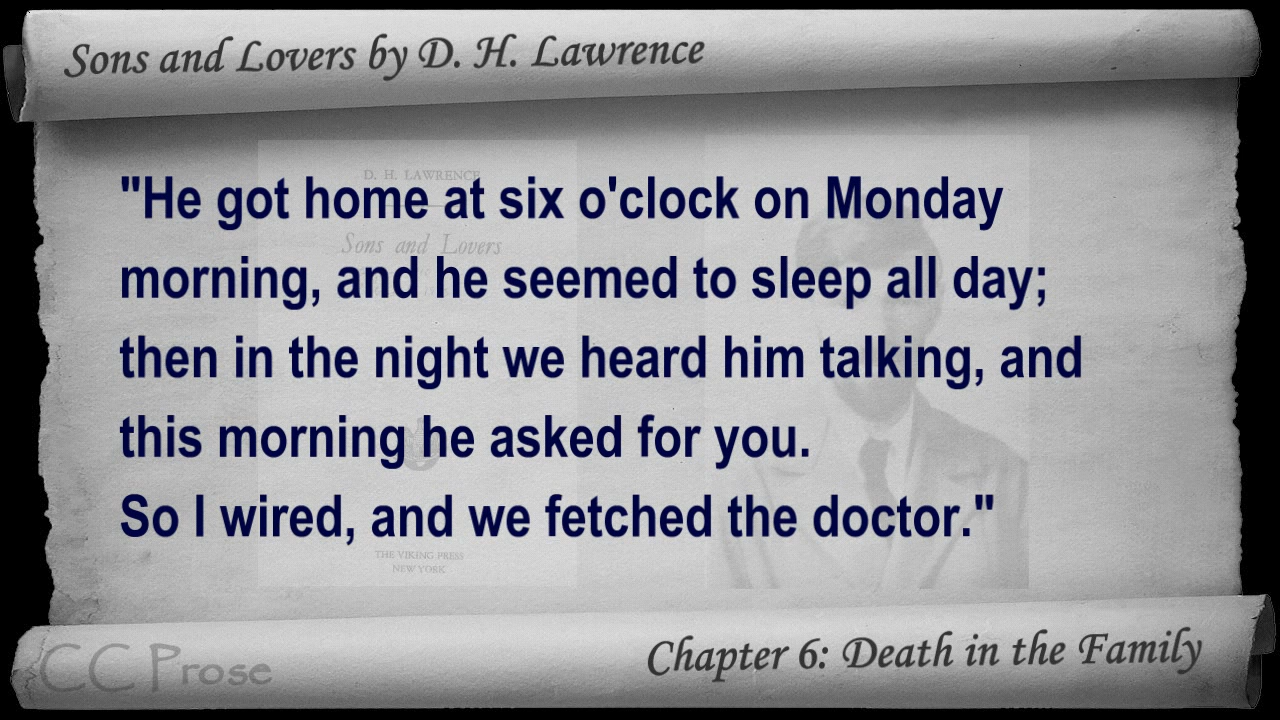 Sons and Lovers by D. H. Lawrence
D. H. LAWRENCE
Sons and Lovers
"He got home at six o'clock on Monday
morning, and he seemed to sleep all day;
then in the night we heard him talking, and
this morning he asked for you.
So I wired, and we fetched the doctor."
THE VIKING PRESS
NEW YORK
CC Prose
Chapter 6: Death in the Family